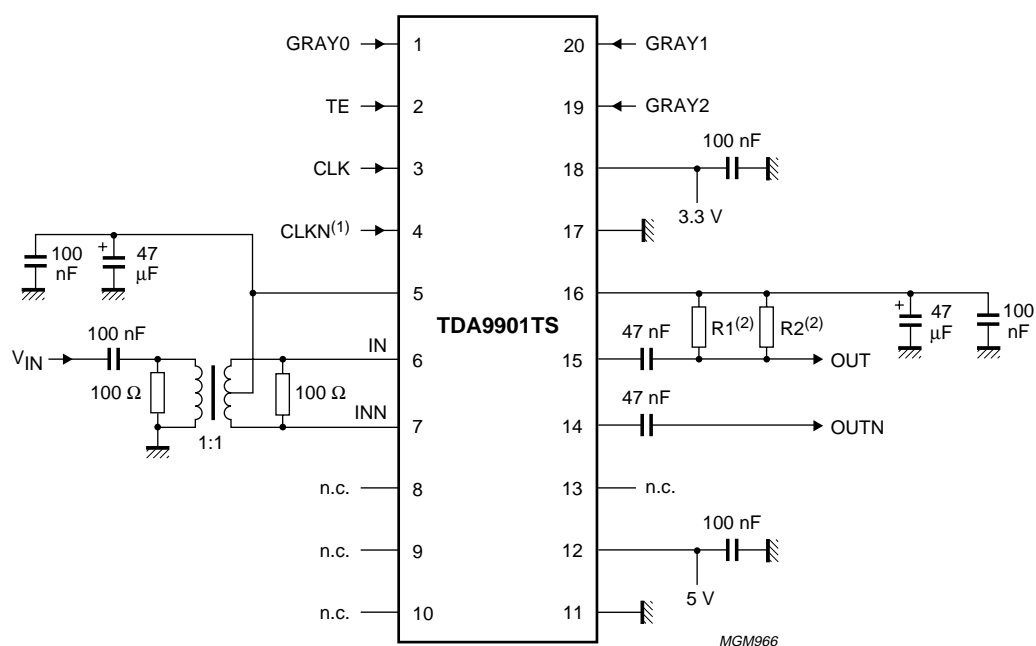 GRAY0 1 20 GRAY1
TE 2 19 GRAY2
100 nF
CLK 3 18
3.3 V
CLKN(1) 4 17
100
nF
+ 47
μF
5 16
TDA9901TS
R1(2) R2(2)
+ 47
μF
100
nF
47 nF
100 nF
VIN
IN 6 15 OUT
100 Ω 100 Ω
47 nF
INN 7 14 OUTN
1:1
n.c. 8 13 n.c.
100 nF
n.c. 9 12
5 V
n.c. 10 11
MGM966